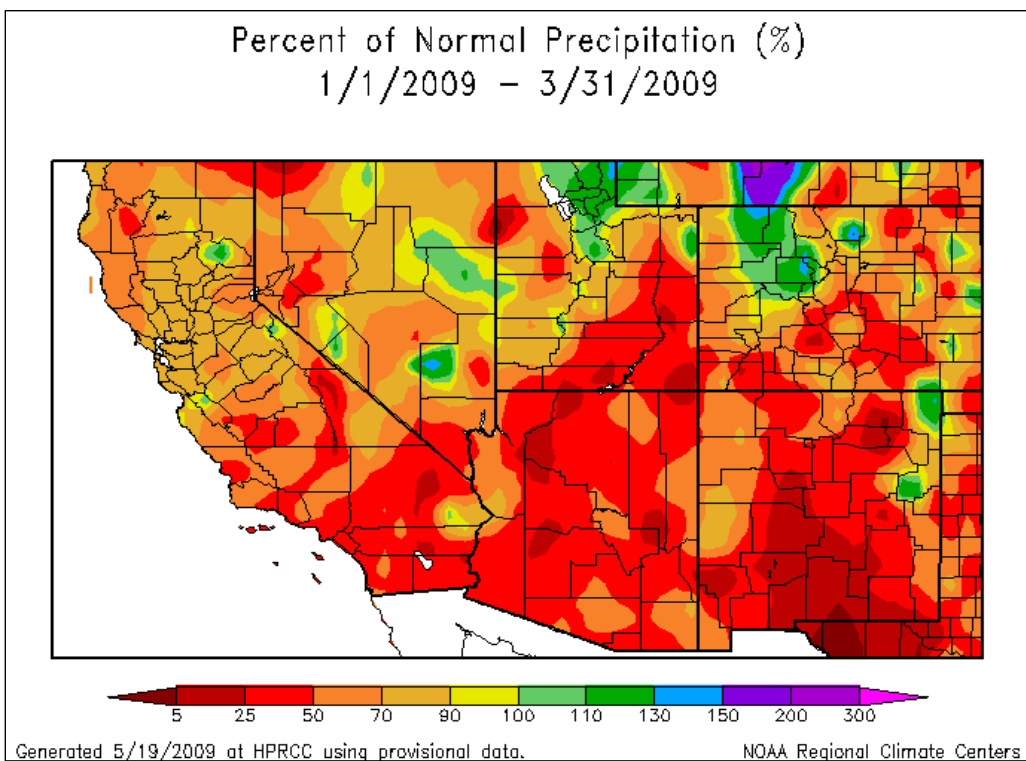 Percent of Normal Precipitation (%)
1/1/2009 – 3/31/2009
5 25 50 70 90 100 110 130 150 200 300
Generated 5/19/2009 at HPRCC using provisional data. NOAA Regional Climate Centers